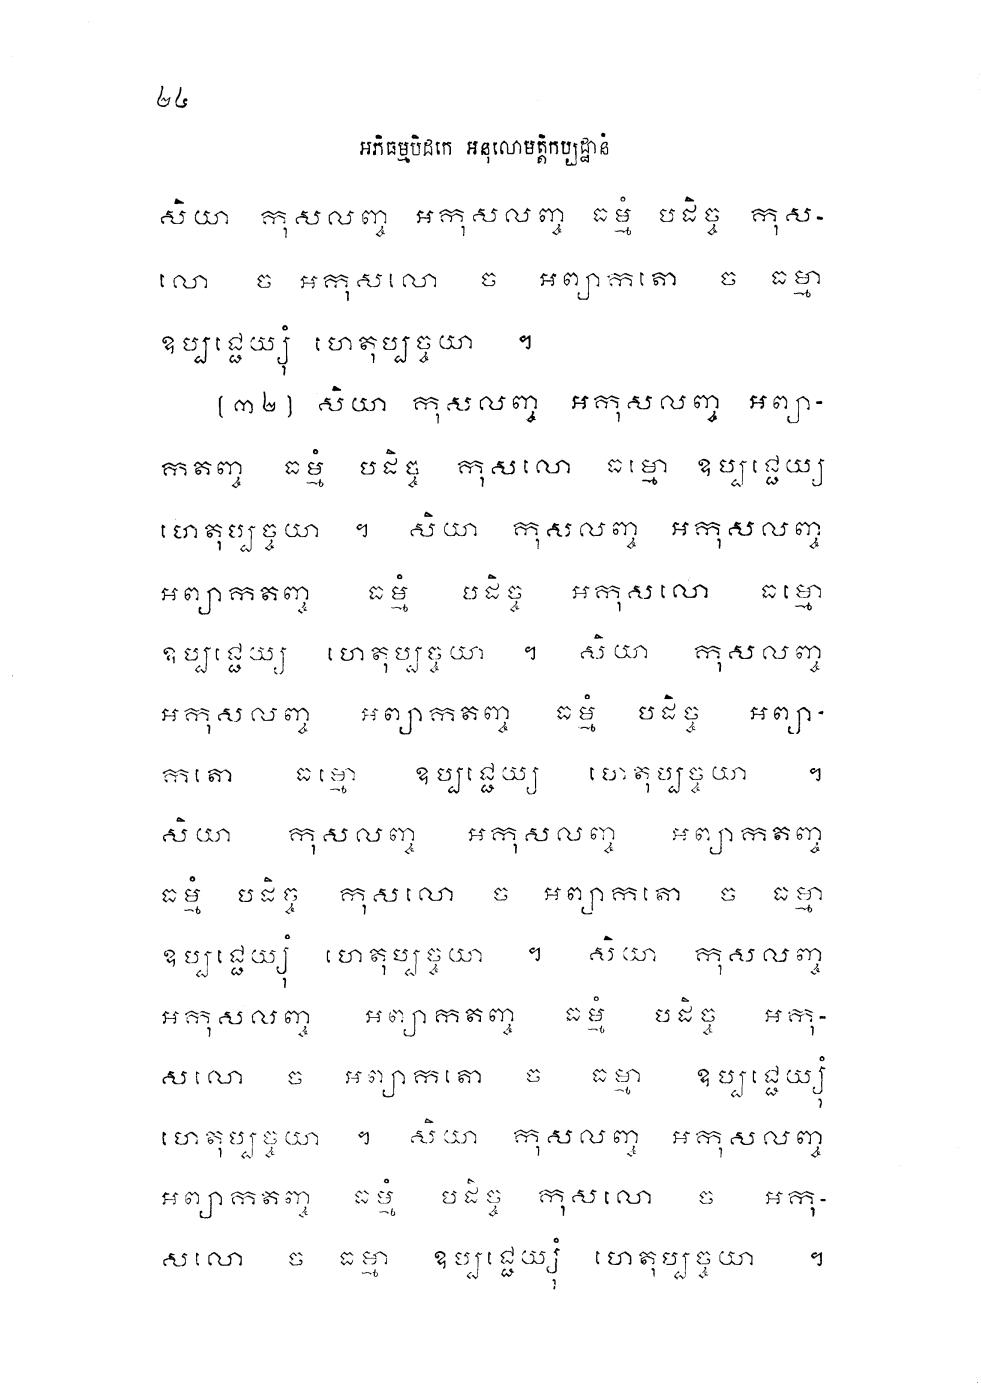 ២៤
អភិធម្មបិដកេ អនុលោមត្តិកប្បដ្ឋានំ
សិយា កុសលញ្ច អកុសលញ្ច ធម្មំ បដិច្ច កុស-
លោ ច អកុសលោ ច អព្យាកតោ ច ធម្មា
ឧប្បជ្ជេយ្យុំ ហេតុប្បច្ចយា ។
(៣២) សិយា កុសលញ្ច អកុសលញ្ច អព្យា-
កតញ្ច ធម្មំ បដិច្ច កុសលោ ធម្មោ ឧប្បជ្ជេយ្យ
ហេតុប្បច្ចយា ។ សិយា កុសលញ្ច អកុសលញ្ច
អព្យាកតញ្ច ធម្មំ បដិច្ច អកុសលោ ធម្មោ
ឧប្បជ្ជេយ្យ ហេតុប្បច្ចយា ។ សិយា កុសលញ្ច
អកុសលញ្ច អព្យាកតញ្ច ធម្មំ បដិច្ច អព្យា-
កតោ ធម្មោ ឧប្បជ្ជេយ្យ ហេតុប្បច្ចយា ។
សិយា កុសលញ្ច អកុសលញ្ច អព្យាកតញ្ច
ធម្មំ បដិច្ច កុសលោ ច អព្យាកតោ ច ធម្មា
ឧប្បជ្ជេយ្យុំ ហេតុប្បច្ចយា ។ សិយា កុសលញ្ច
អកុសលញ្ច អព្យាកតញ្ច ធម្មំ បដិច្ច អកុ-
សលោ ច អព្យាកតោ ច ធម្មា ឧប្បជ្ជេយ្យុំ
ហេតុប្បច្ចយា ។ សិយា កុសលញ្ច អកុសលញ្ច
អព្យាកតញ្ច ធម្មំ បដិច្ច កុសលោ ច អកុ-
សលោ ច ធម្មា ឧប្បជ្ជេយ្យុំ ហេតុប្បច្ចយា ។